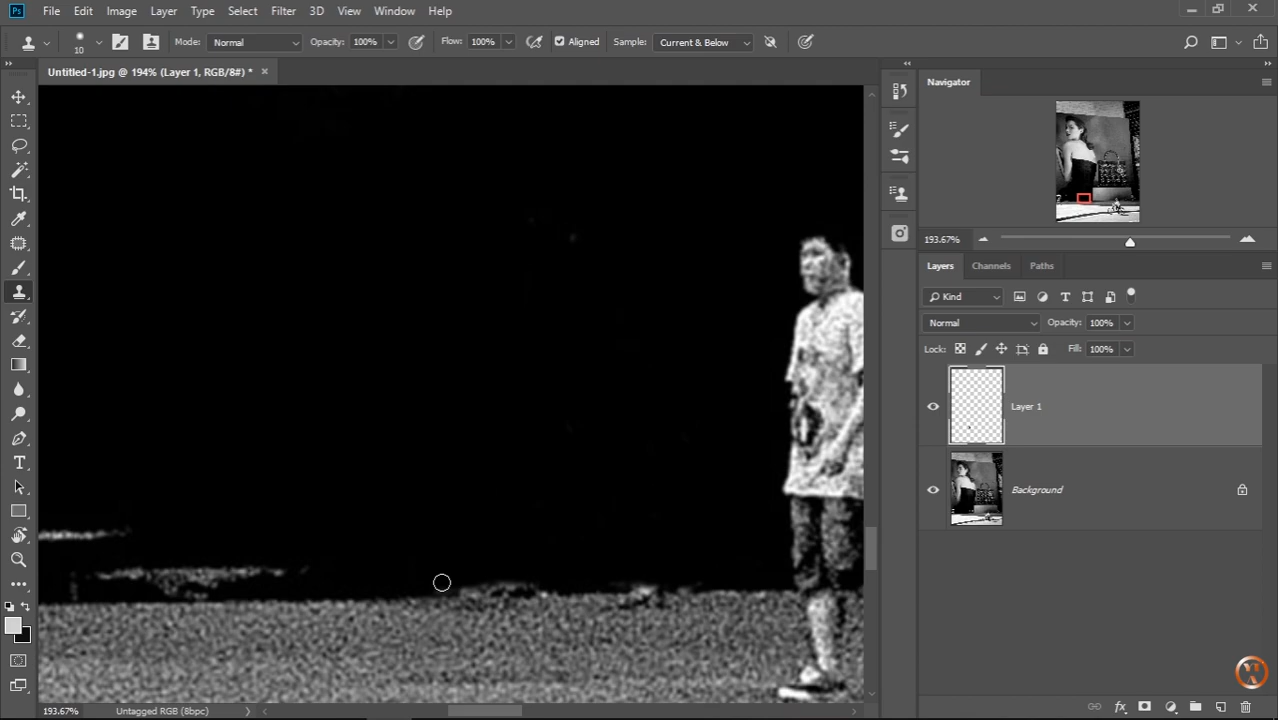 Ps File Edit Image Layer Type Select Filter 3D View Window Help
10 Mode: Normal Opacity: 100% Flow: 100% Aligned Sample: Current & Below
Untitled-1.jpg @ 194% (Layer 1, RGB/8#) *
Navigator
193.67%
Layers Channels Paths
Kind
Normal Opacity: 100%
Lock: Fill: 100%
Layer 1
Background
193.67% Untagged RGB (8bpc)